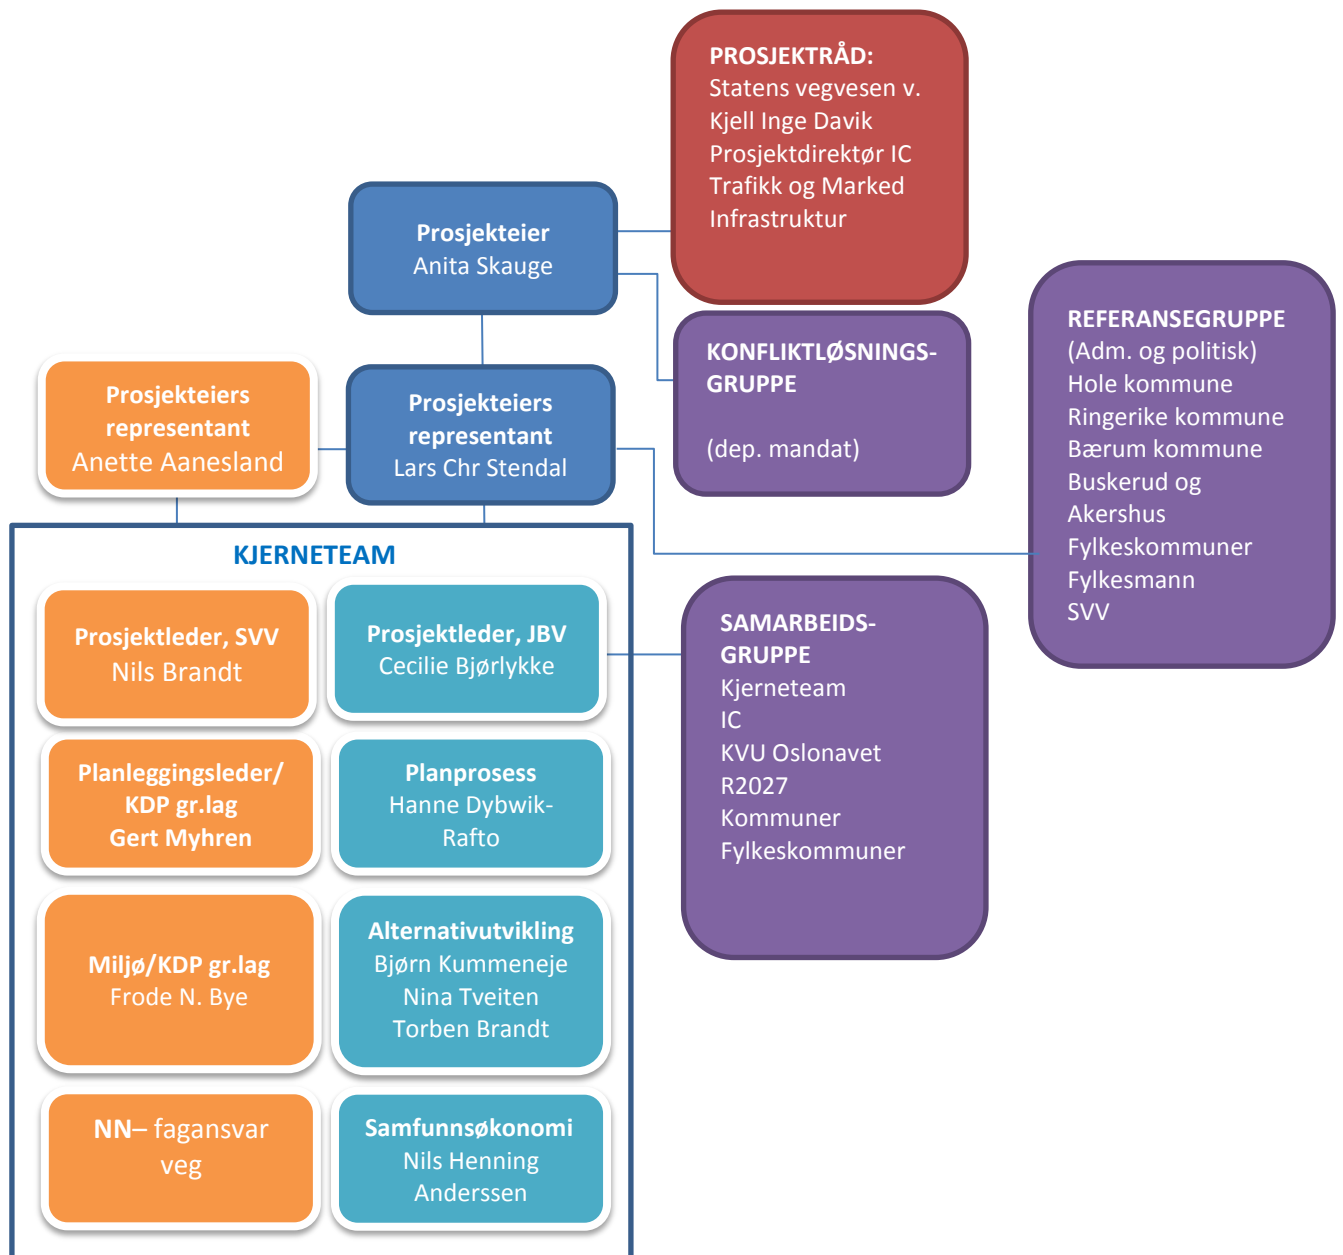 PROSJEKTRÅD:
Statens vegvesen v.
Kjell Inge Davik
Prosjektdirektør IC
Trafikk og Marked
Infrastruktur
Prosjekteier
Anita Skauge
KONFLIKTLØSNINGS-
GRUPPE
(dep. mandat)
REFERANSEGRUPPE
(Adm. og politisk)
Hole kommune
Ringerike kommune
Bærum kommune
Buskerud og
Akershus
Fylkeskommuner
Fylkesmann
SVV
Prosjekteiers
representant
Anette Aanesland
Prosjekteiers
representant
Lars Chr Stendal
KJERNETEAM
Prosjektleder, SVV
Nils Brandt
Prosjektleder, JBV
Cecilie Bjørlykke
SAMARBEIDS-
GRUPPE
Kjerneteam
IC
KVU Oslonavet
R2027
Kommuner
Fylkeskommuner
Planleggingsleder/
KDP gr.lag
Gert Myhren
Planprosess
Hanne Dybwik-
Rafto
Miljø/KDP gr.lag
Frode N. Bye
Alternativutvikling
Bjørn Kummeneje
Nina Tveiten
Torben Brandt
NN– fagansvar
veg
Samfunnsøkonomi
Nils Henning
Anderssen